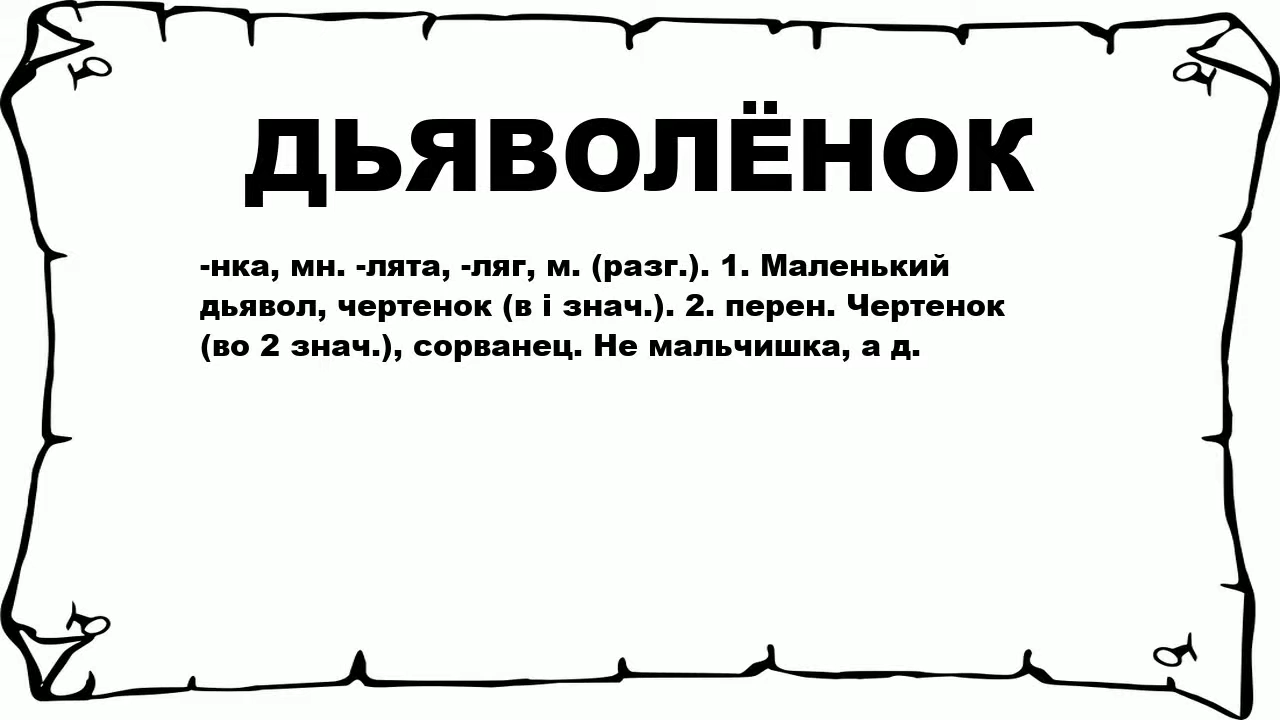 ДЬЯВОЛЁНОК
-нка, мн. -лята, -ляг, м. (разг.). 1. Маленький
дьявол, чертенок (в i знач.). 2. перен. Чертенок
(во 2 знач.), сорванец. Не мальчишка, а д.